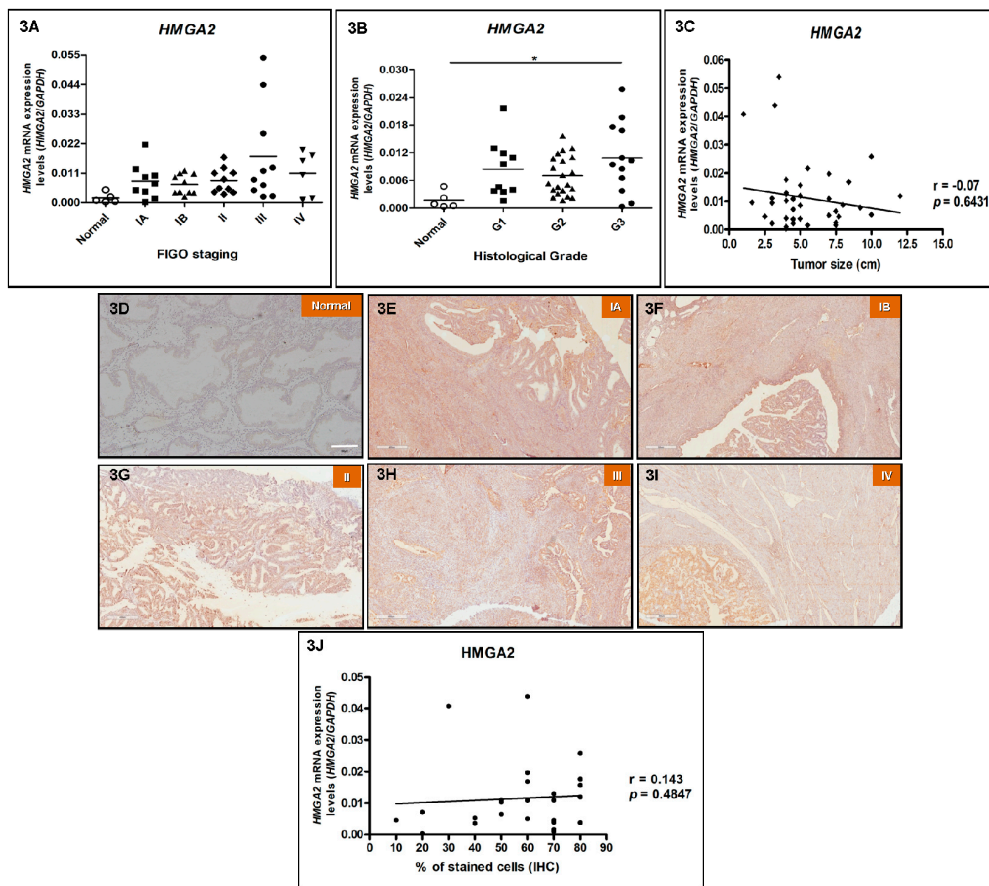 3A
HMGA2
HMGA2 mRNA expression
levels (HMGA2/GAPDH)
0.055
0.044
0.033
0.022
0.011
0.000
Normal
IA
IB
II
III
IV
FIGO staging
3B
HMGA2
*
HMGA2 mRNA expression
levels (HMGA2/GAPDH)
0.030
0.024
0.018
0.012
0.006
0.000
Normal
G1
G2
G3
Histological Grade
3C
HMGA2
HMGA2 mRNA expression
levels (HMGA2/GAPDH)
0.06
0.05
0.04
0.03
0.02
0.01
0.00
0.0
2.5
5.0
7.5
10.0
12.5
15.0
Tumor size (cm)
r = -0.07
p = 0.6431
3D
Normal
3E
IA
3F
IB
3G
II
3H
III
3I
IV
3J
HMGA2
HMGA2 mRNA expression
levels (HMGA2/GAPDH)
0.05
0.04
0.03
0.02
0.01
0.00
0 10 20 30 40 50 60 70 80 90
% of stained cells (IHC)
r = 0.143
p = 0.4847